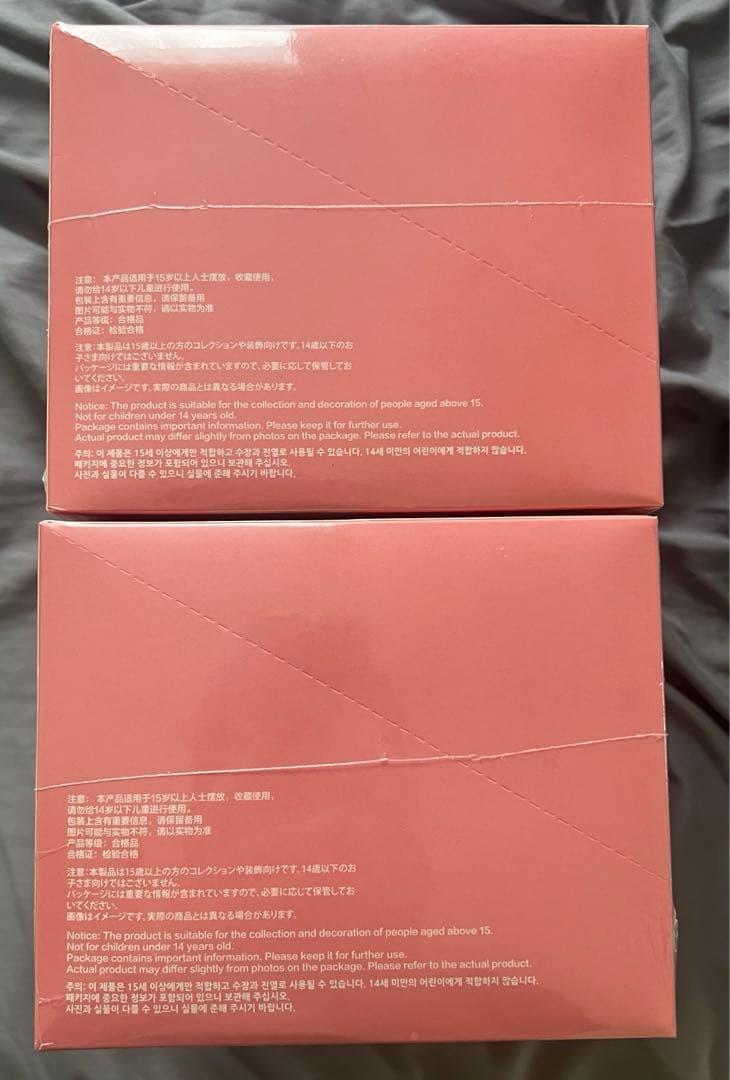 注意： 本产品适用于15岁以上人士摆放，收藏使用，
请勿给14岁以下儿童进行使用。
包装上含有重要信息，请保留备用
图片可能与实物不符，请以实物为准
产品等级：合格品
合格证：检验合格
注意：本製品は15歳以上の方のコレクションや装飾向けです。14歳以下のお
子さま向けではございません。
パッケージには重要な情報が含まれていますので、必要に応じて保管してお
いてください。
画像はイメージです。実際の商品とは異なる場合があります。
Notice: The product is suitable for the collection and decoration of people aged above 15.
Not for children under 14 years old.
Package contains important information. Please keep it for further use.
Actual product may differ slightly from photos on the package. Please refer to the actual product.
주의: 이 제품은 15세 이상에게만 적합하고 수장과 진열로 사용될 수 있습니다. 14세 미만의 어린이에게 적합하지 않습니다.
패키지에 중요한 정보가 포함되어 있으니 보관해 주십시오.
사진과 실물이 다를 수 있으니 실물에 준해 주시기 바랍니다.
注意： 本产品适用于15岁以上人士摆放，收藏使用，
请勿给14岁以下儿童进行使用。
包装上含有重要信息，请保留备用
图片可能与实物不符，请以实物为准
产品等级：合格品
合格证：检验合格
注意：本製品は15歳以上の方のコレクションや装飾向けです。14歳以下のお
子さま向けではございません。
パッケージには重要な情報が含まれていますので、必要に応じて保管してお
いてください。
画像はイメージです。実際の商品とは異なる場合があります。
Notice: The product is suitable for the collection and decoration of people aged above 15.
Not for children under 14 years old.
Package contains important information. Please keep it for further use.
Actual product may differ slightly from photos on the package. Please refer to the actual product.
주의: 이 제품은 15세 이상에게만 적합하고 수장과 진열로 사용될 수 있습니다. 14세 미만의 어린이에게 적합하지 않습니다.
패키지에 중요한 정보가 포함되어 있으니 보관해 주십시오.
사진과 실물이 다를 수 있으니 실물에 준해 주시기 바랍니다.